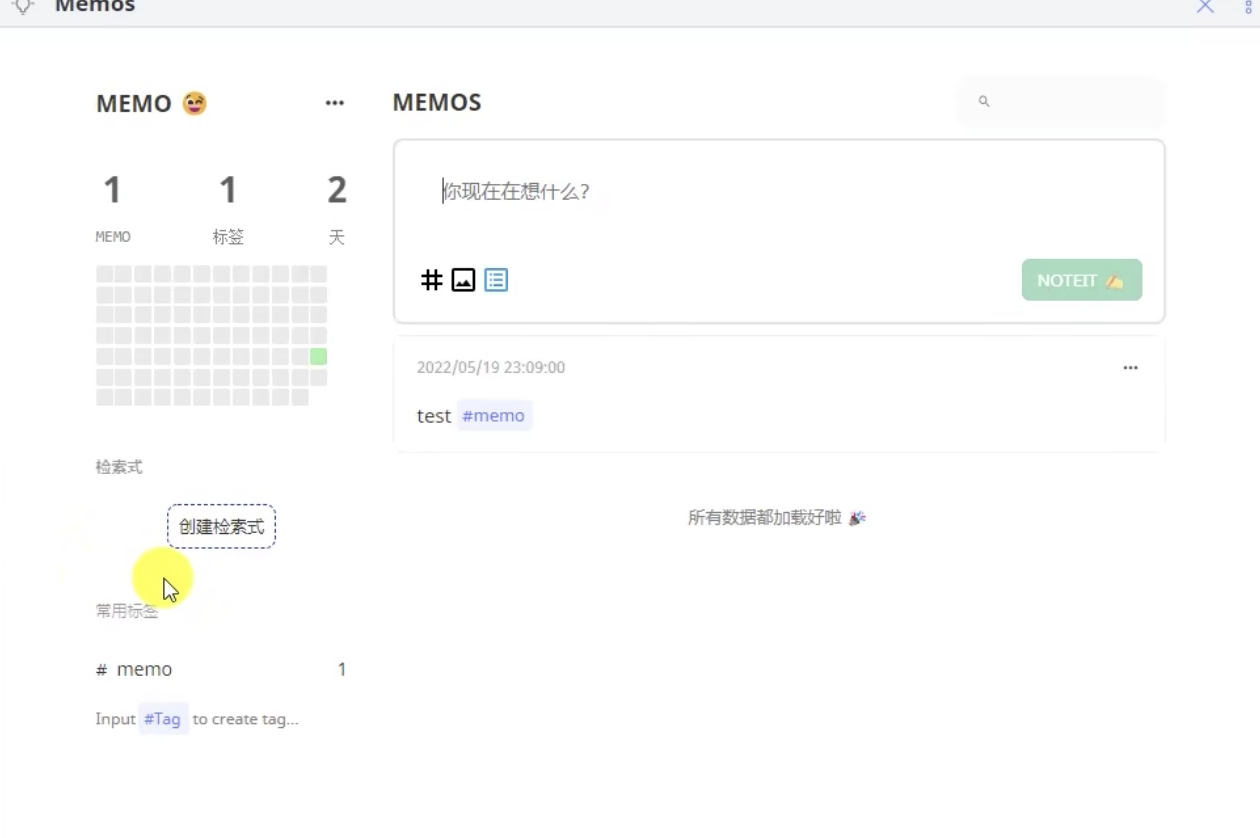 Memos
MEMO 😄
1 1 2
MEMO 标签 天
检索式
创建检索式
常用标签
# memo 1
Input #Tag to create tag...
MEMOS
你现在在想什么?
NOTEIT ✍
2022/05/19 23:09:00
test #memo
所有数据都加载好啦 🎉